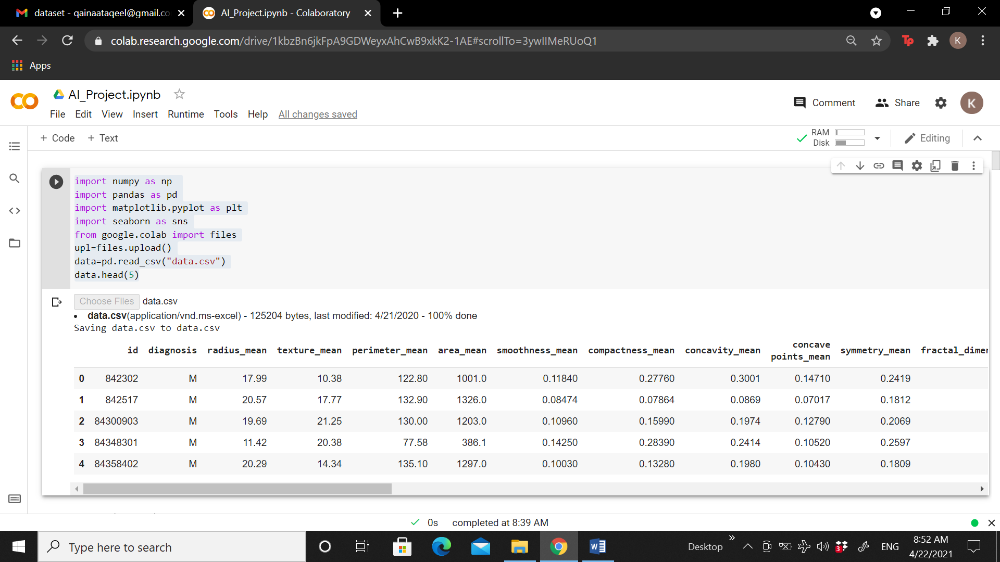 dataset - qainaataqeel@gmail.co
AI_Project.ipynb - Colaboratory
colab.research.google.com/drive/1kbzBn6jkFpA9GDWeyxAhCwB9xkK2-1AE#scrollTo=3ywIIMeRUoQ1
Tp
K
Apps
AI_Project.ipynb
File Edit View Insert Runtime Tools Help All changes saved
Comment
Share
K
+ Code + Text
RAM
Disk
Editing
import numpy as np
import pandas as pd
import matplotlib.pyplot as plt
import seaborn as sns
from google.colab import files
upl=files.upload()
data=pd.read_csv("data.csv")
data.head(5)
Choose Files data.csv
• data.csv(application/vnd.ms-excel) - 125204 bytes, last modified: 4/21/2020 - 100% done
Saving data.csv to data.csv
id diagnosis radius_mean texture_mean perimeter_mean area_mean smoothness_mean compactness_mean concavity_mean concave points_mean symmetry_mean fractal_dimen
0 842302 M 17.99 10.38 122.80 1001.0 0.11840 0.27760 0.3001 0.14710 0.2419
1 842517 M 20.57 17.77 132.90 1326.0 0.08474 0.07864 0.0869 0.07017 0.1812
2 84300903 M 19.69 21.25 130.00 1203.0 0.10960 0.15990 0.1974 0.12790 0.2069
3 84348301 M 11.42 20.38 77.58 386.1 0.14250 0.28390 0.2414 0.10520 0.2597
4 84358402 M 20.29 14.34 135.10 1297.0 0.10030 0.13280 0.1980 0.10430 0.1809
0s completed at 8:39 AM
Type here to search
Desktop
3
ENG
8:52 AM
4/22/2021